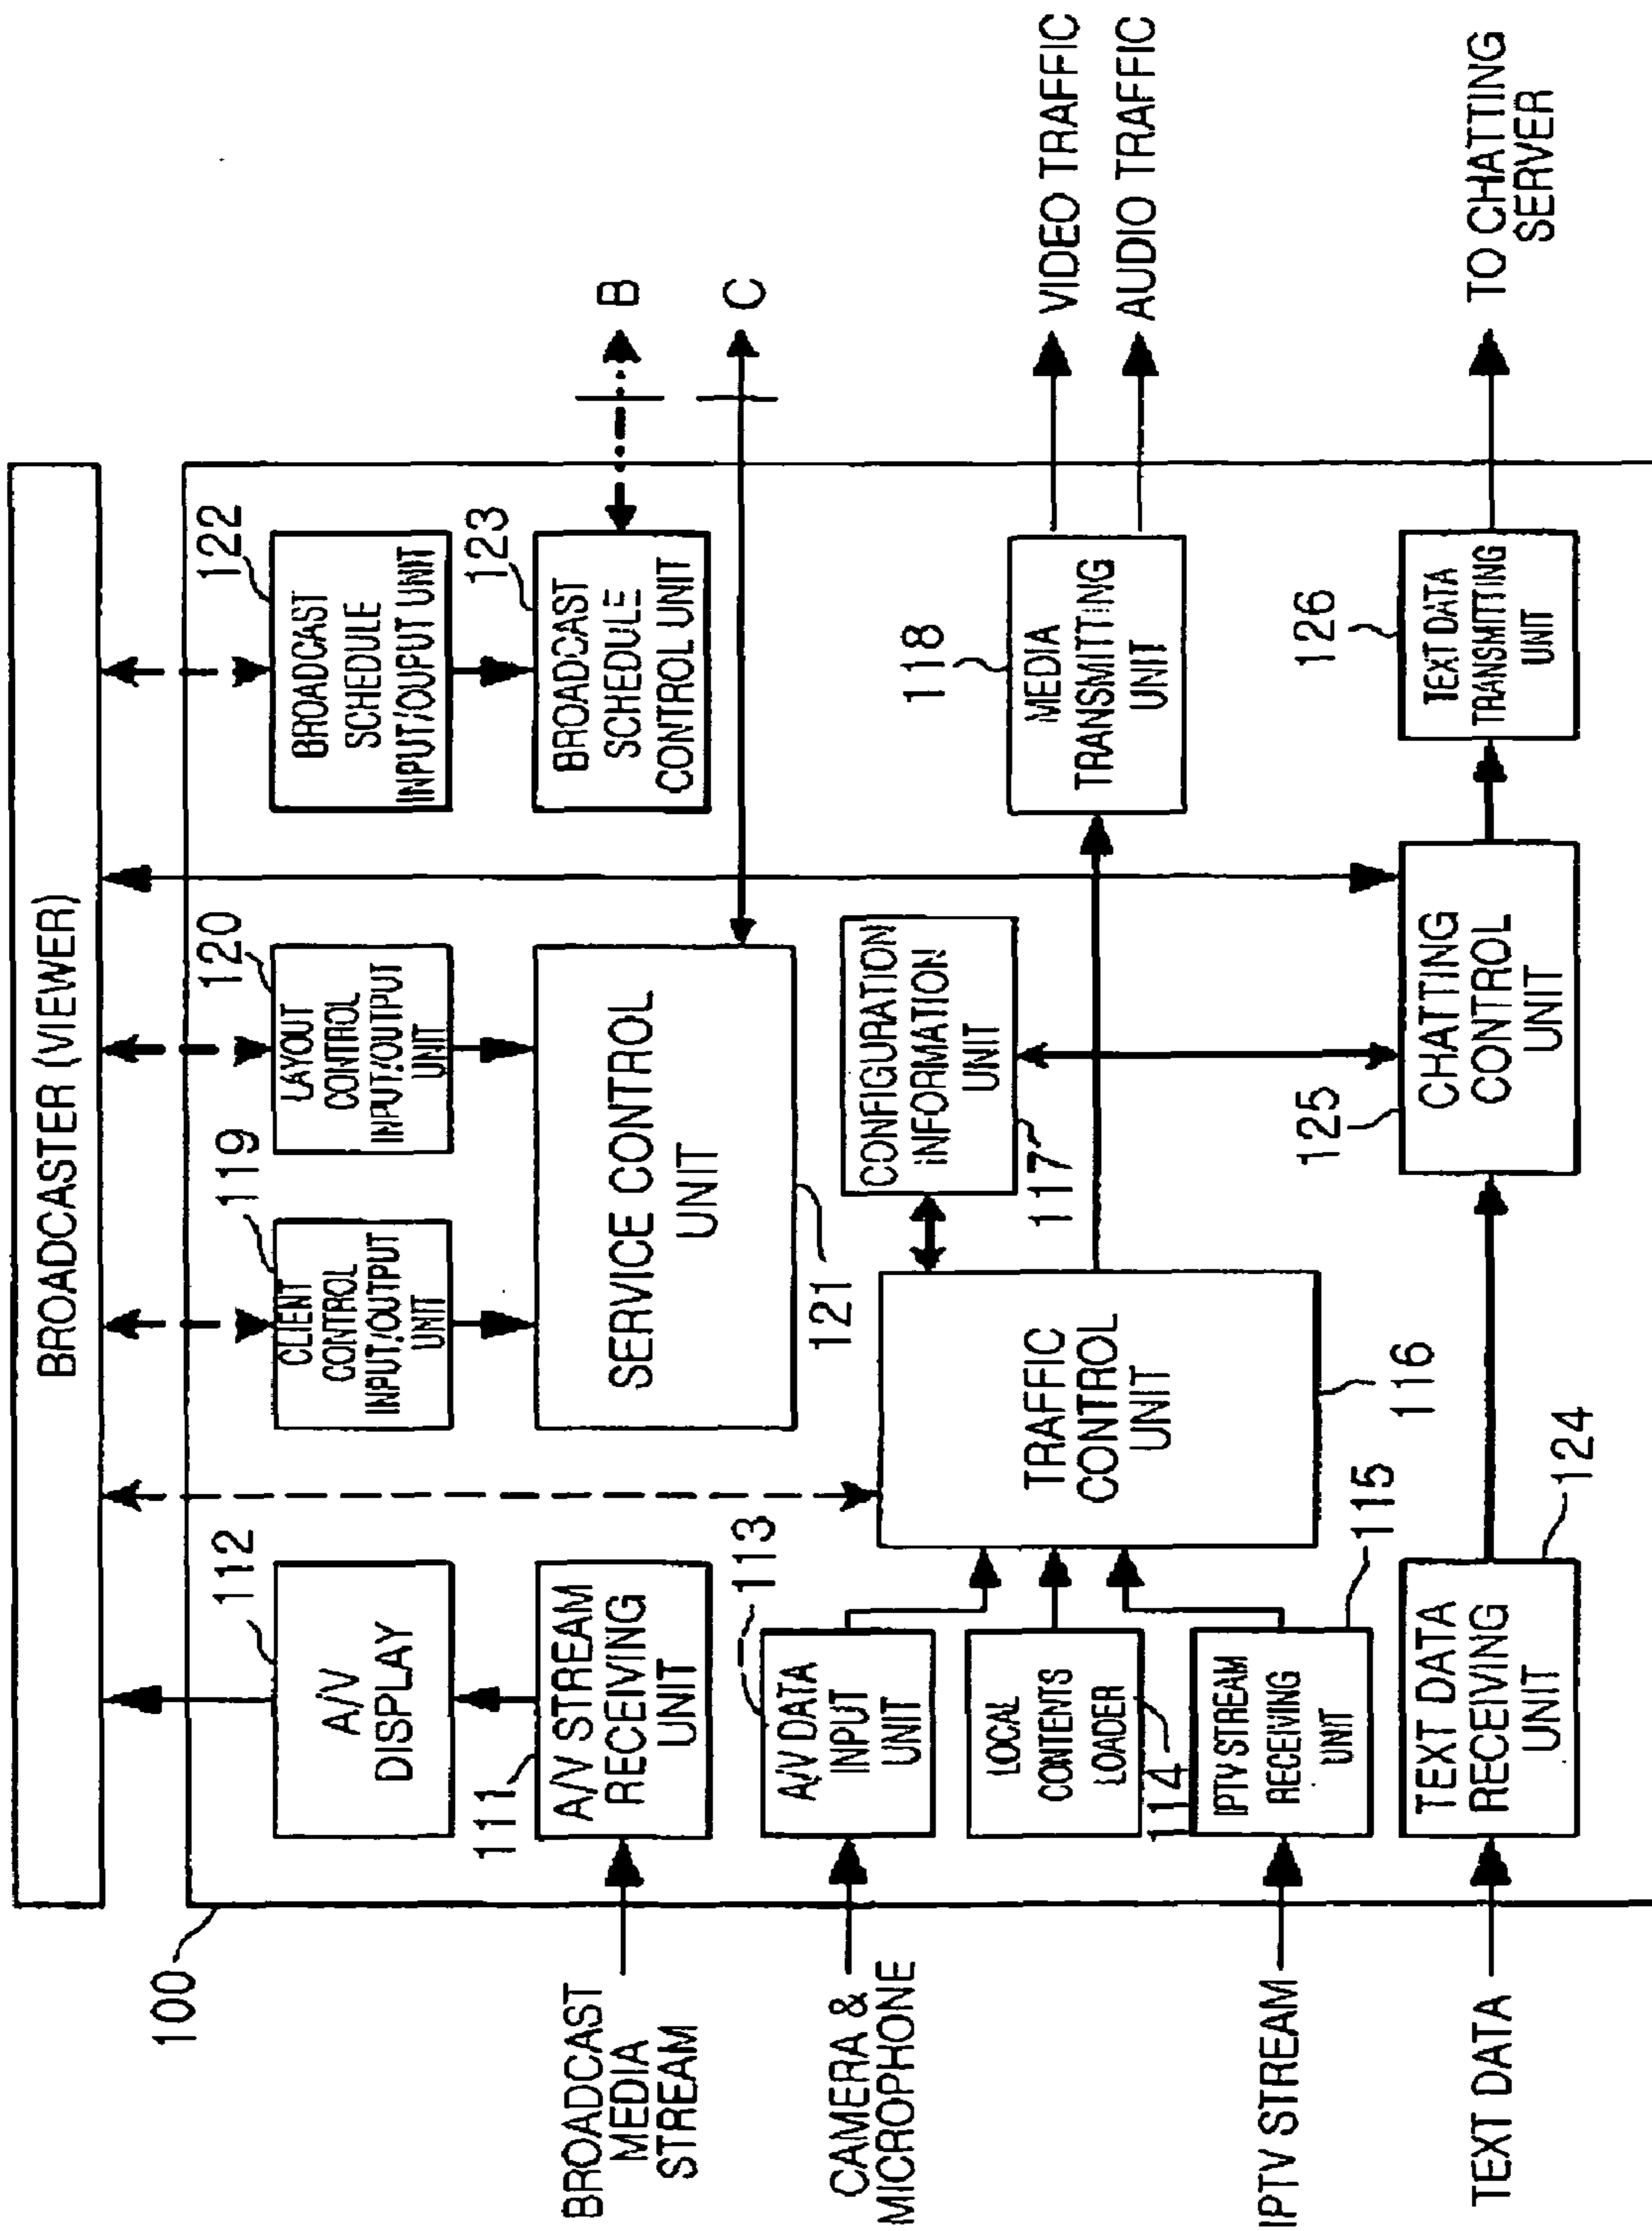 BROADCASTER (VIEWER)
100
112
A/V
DISPLAY
119
CLIENT
CONTROL
INPUT/OUTPUT
UNIT
120
LAYOUT
CONTROL
INPUT/OUTPUT
UNIT
122
BROADCAST
SCHEDULE
INPUT/OUPUT UNIT
BROADCAST
MEDIA
STREAM
111
A/V STREAM
RECEIVING
UNIT
SERVICE CONTROL
UNIT
121
123
BROADCAST
SCHEDULE
CONTROL UNIT
B
C
CAMERA &
MICROPHONE
113
A/V DATA
INPUT
UNIT
LOCAL
CONTENTS
LOADER
114
IPTV STREAM
IPTV STREAM
RECEIVING
UNIT
115
TRAFFIC
CONTROL
UNIT
116
CONFIGURATION
INFORMATION
UNIT
117
118
MEDIA
TRANSMITTING
UNIT
VIDEO TRAFFIC
AUDIO TRAFFIC
TEXT DATA
TEXT DATA
RECEIVING
UNIT
124
125
CHATTING
CONTROL
UNIT
126
TEXT DATA
TRANSMITTING
UNIT
TO CHATTING
SERVER